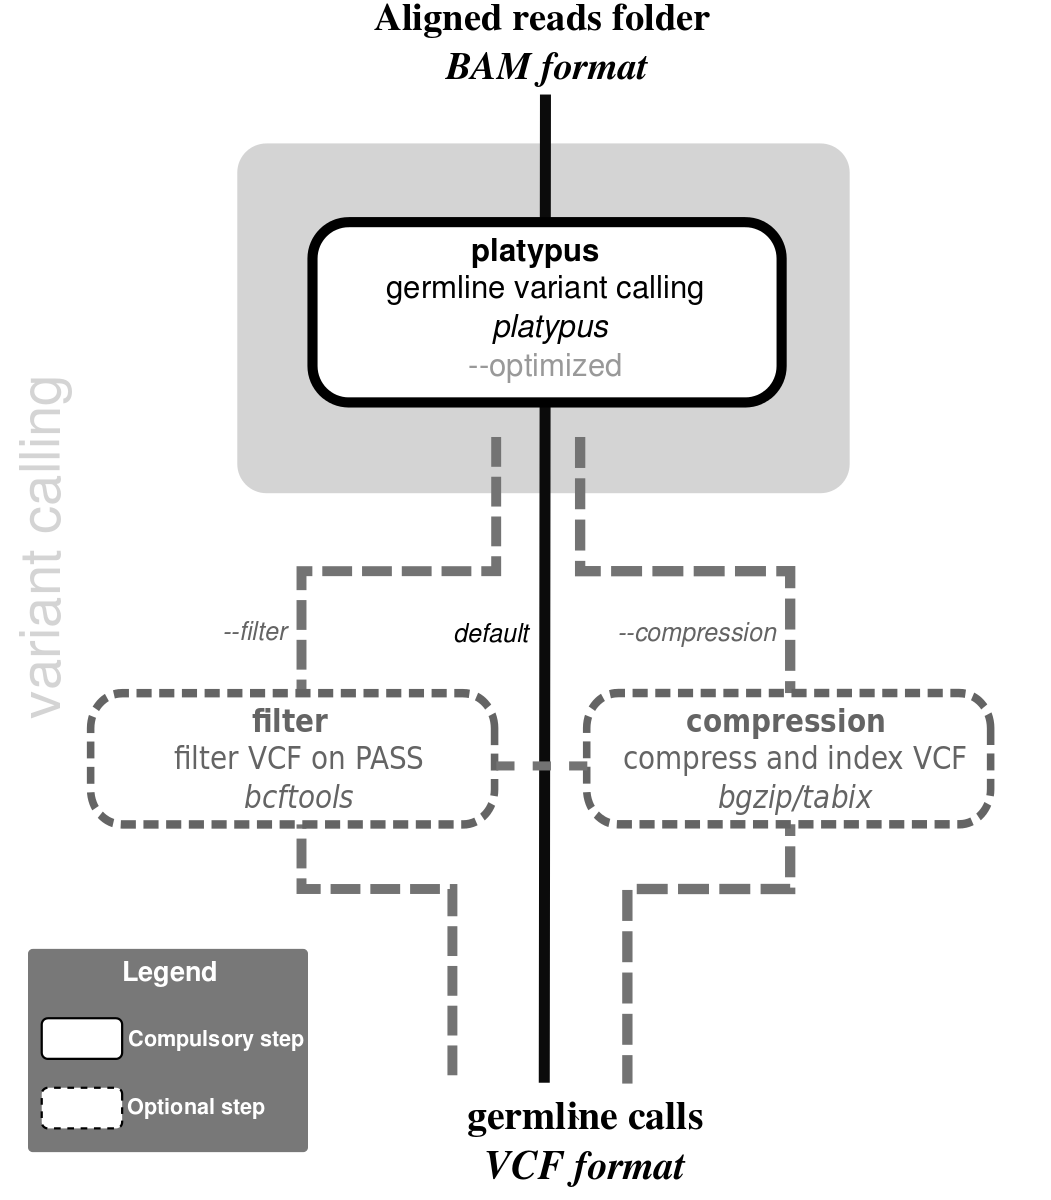 Aligned reads folder
BAM format
platypus
germline variant calling
platypus
--optimized
variant calling
--filter
default
--compression
filter
filter VCF on PASS
bcftools
compression
compress and index VCF
bgzip/tabix
Legend
Compulsory step
Optional step
germline calls
VCF format